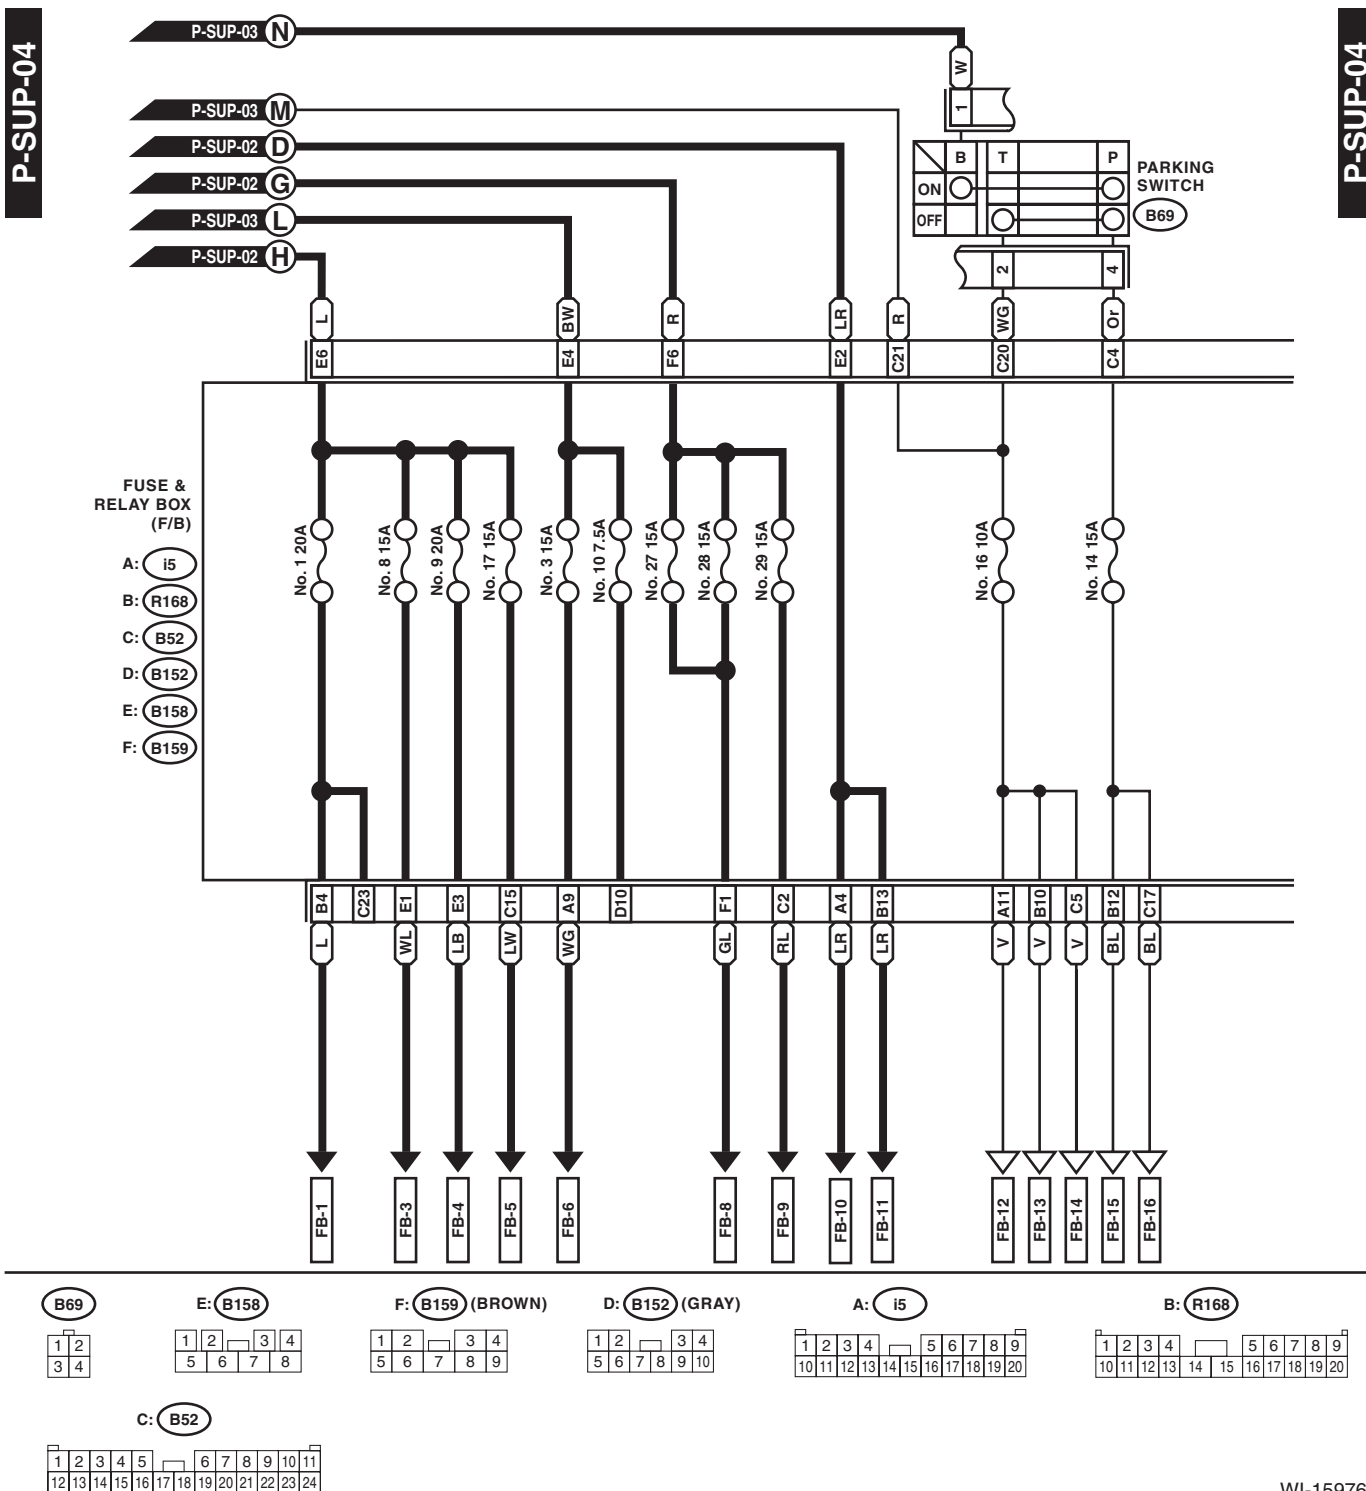 P-SUP-04
P-SUP-04
P-SUP-03 N
P-SUP-03 M
P-SUP-02 D
P-SUP-02 G
P-SUP-03 L
P-SUP-02 H
W
1
B T P
ON
OFF
PARKING
SWITCH
B69
2 4
L BW R LR R WG Or
E6 E4 F6 E2 C21 C20 C4
FUSE &
RELAY BOX
(F/B)
A: i5
B: R168
C: B52
D: B152
E: B158
F: B159
No. 1 20A
No. 8 15A
No. 9 20A
No. 17 15A
No. 3 15A
No. 10 7.5A
No. 27 15A
No. 28 15A
No. 29 15A
No. 16 10A
No. 14 15A
B4 C23 E1 E3 C15 A9 D10 F1 C2 A4 B13 A11 B10 C5 B12 C17
L WL LB LW WG GL RL LR LR V V V BL BL
FB-1 FB-3 FB-4 FB-5 FB-6 FB-8 FB-9 FB-10 FB-11 FB-12 FB-13 FB-14 FB-15 FB-16
B69
1 2
3 4
E: B158
1 2 3 4
5 6 7 8
F: B159 (BROWN)
1 2 3 4
5 6 7 8 9
D: B152 (GRAY)
1 2 3 4
5 6 7 8 9 10
A: i5
1 2 3 4 5 6 7 8 9
10 11 12 13 14 15 16 17 18 19 20
B: R168
1 2 3 4 5 6 7 8 9
10 11 12 13 14 15 16 17 18 19 20
C: B52
1 2 3 4 5 6 7 8 9 10 11
12 13 14 15 16 17 18 19 20 21 22 23 24
WI-15976